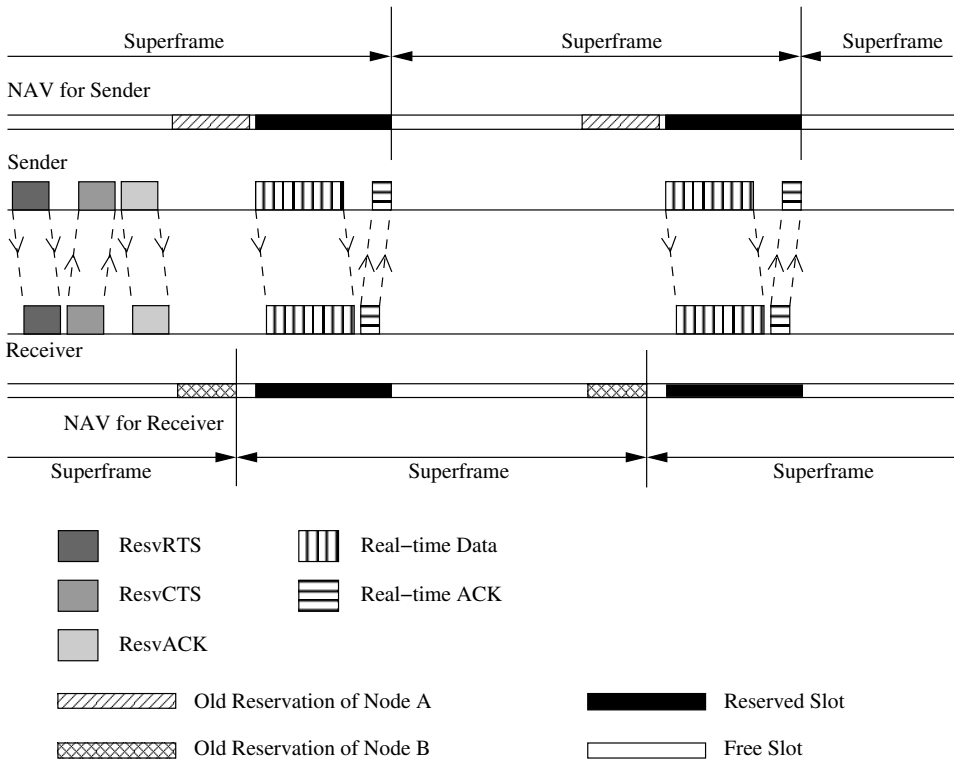 Superframe
Superframe
Superframe
NAV for Sender
Sender
Receiver
NAV for Receiver
Superframe
Superframe
Superframe
ResvRTS
Real−time Data
ResvCTS
Real−time ACK
ResvACK
Old Reservation of Node A
Reserved Slot
Old Reservation of Node B
Free Slot